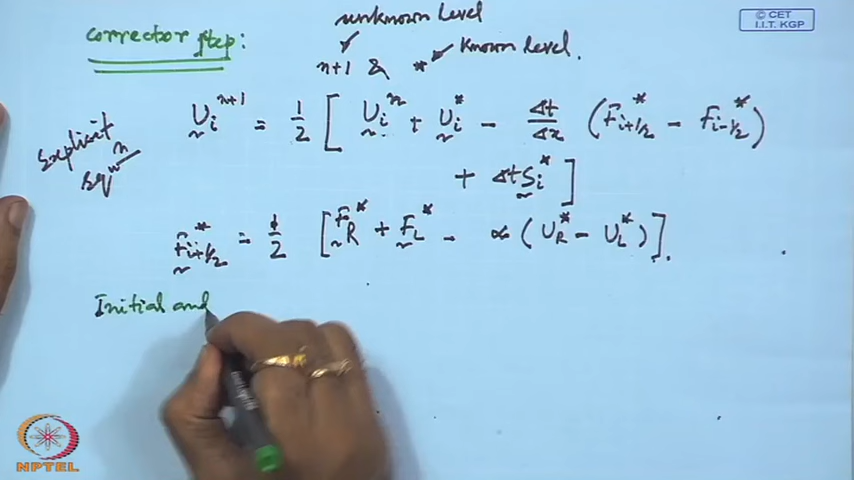 © CET
I.I.T. KGP
unknown level
corrector step:
n+1 & * known level.
U_i^{n+1} = 1/2 [ U_i^n + U_i^* - Δt/Δx (F_{i+1/2}^* - F_{i-1/2}^*)
Explicit
Eqn
+ Δt S_i^* ]
F_{i+1/2}^* = 1/2 [ F_R^* + F_L^* - α ( U_R^* - U_L^* ) ].
Initial and
NPTEL